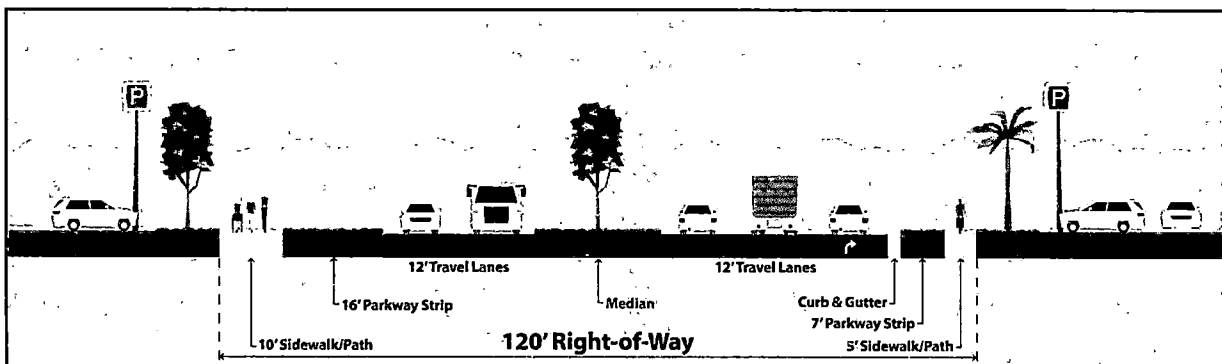 P
P
12' Travel Lanes
12' Travel Lanes
16' Parkway Strip
Median
Curb & Gutter
7' Parkway Strip
10' Sidewalk/Path
120' Right-of-Way
5' Sidewalk/Path